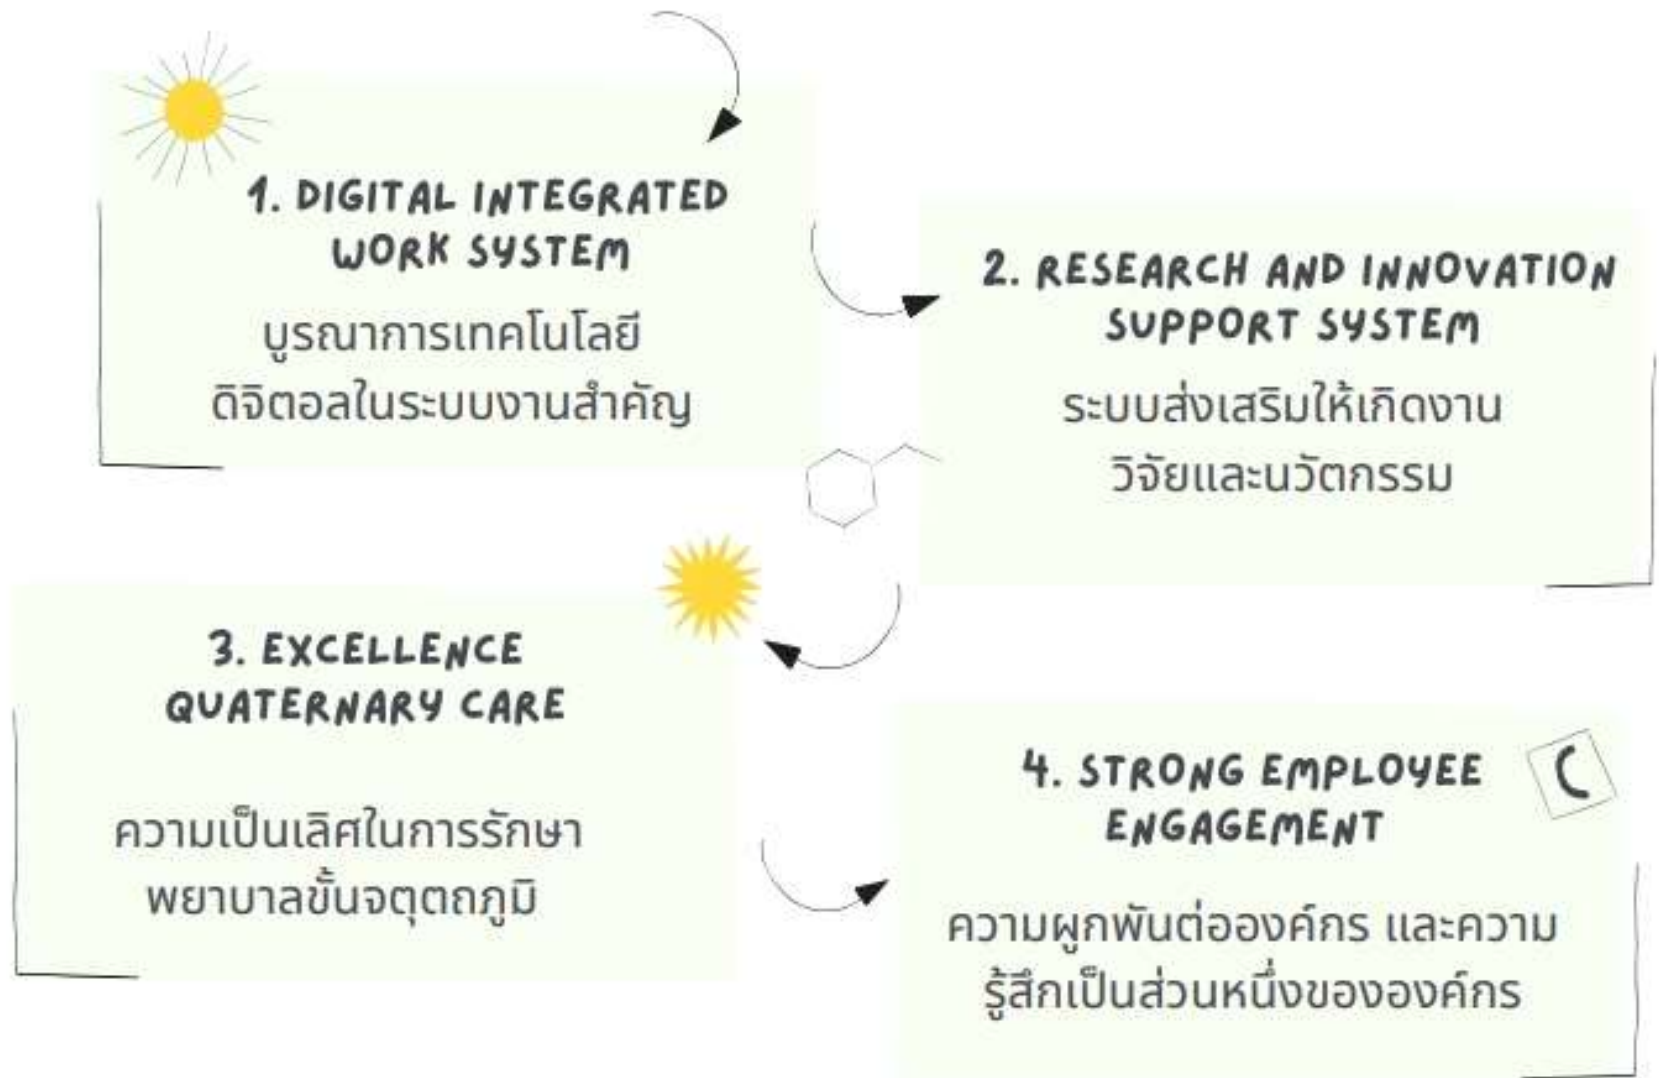 1. DIGITAL INTEGRATED
WORK SYSTEM
บูรณาการเทคโนโลยี
ดิจิตอลในระบบงานสำคัญ
2. RESEARCH AND INNOVATION
SUPPORT SYSTEM
ระบบส่งเสริมให้เกิดงาน
วิจัยและนวัตกรรม
3. EXCELLENCE
QUATERNARY CARE
ความเป็นเลิศในการรักษา
พยาบาลขั้นจตุตถภูมิ
4. STRONG EMPLOYEE
ENGAGEMENT
ความผูกพันต่อองค์กร และความ
รู้สึกเป็นส่วนหนึ่งขององค์กร